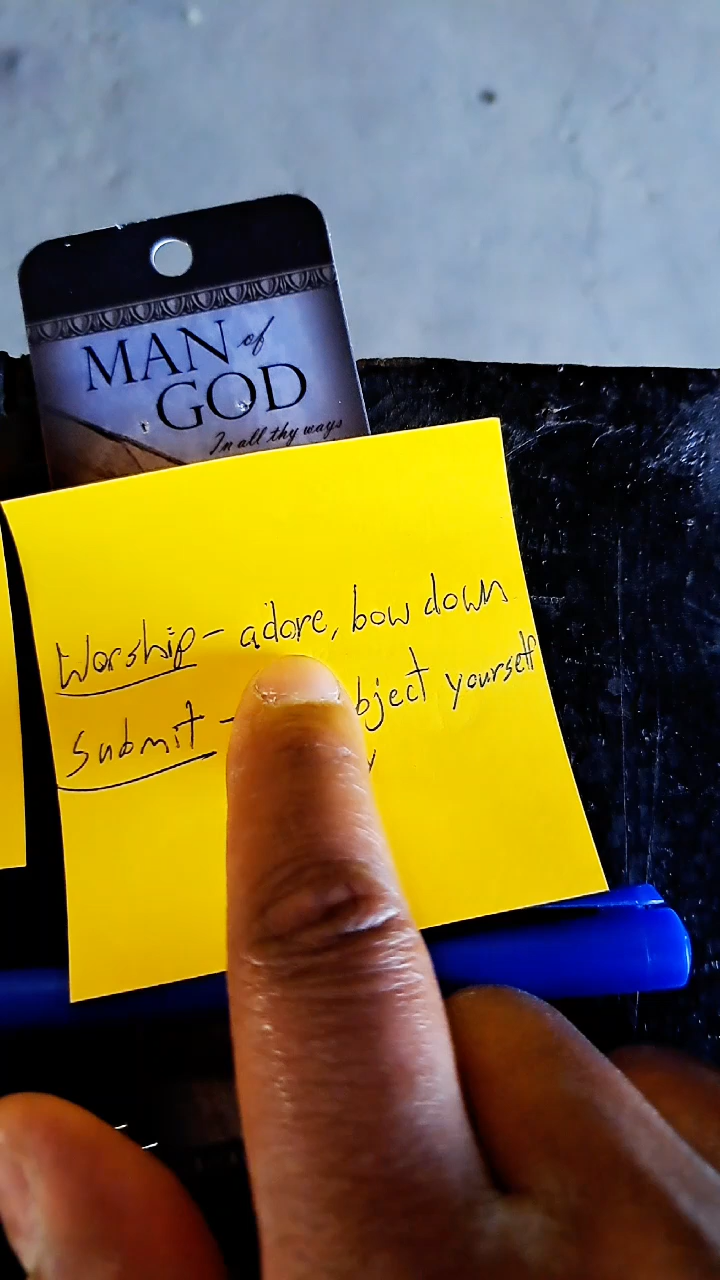 MAN of
GOD
In all thy ways
Worship - adore, bow down
Submit - bject yourself
y